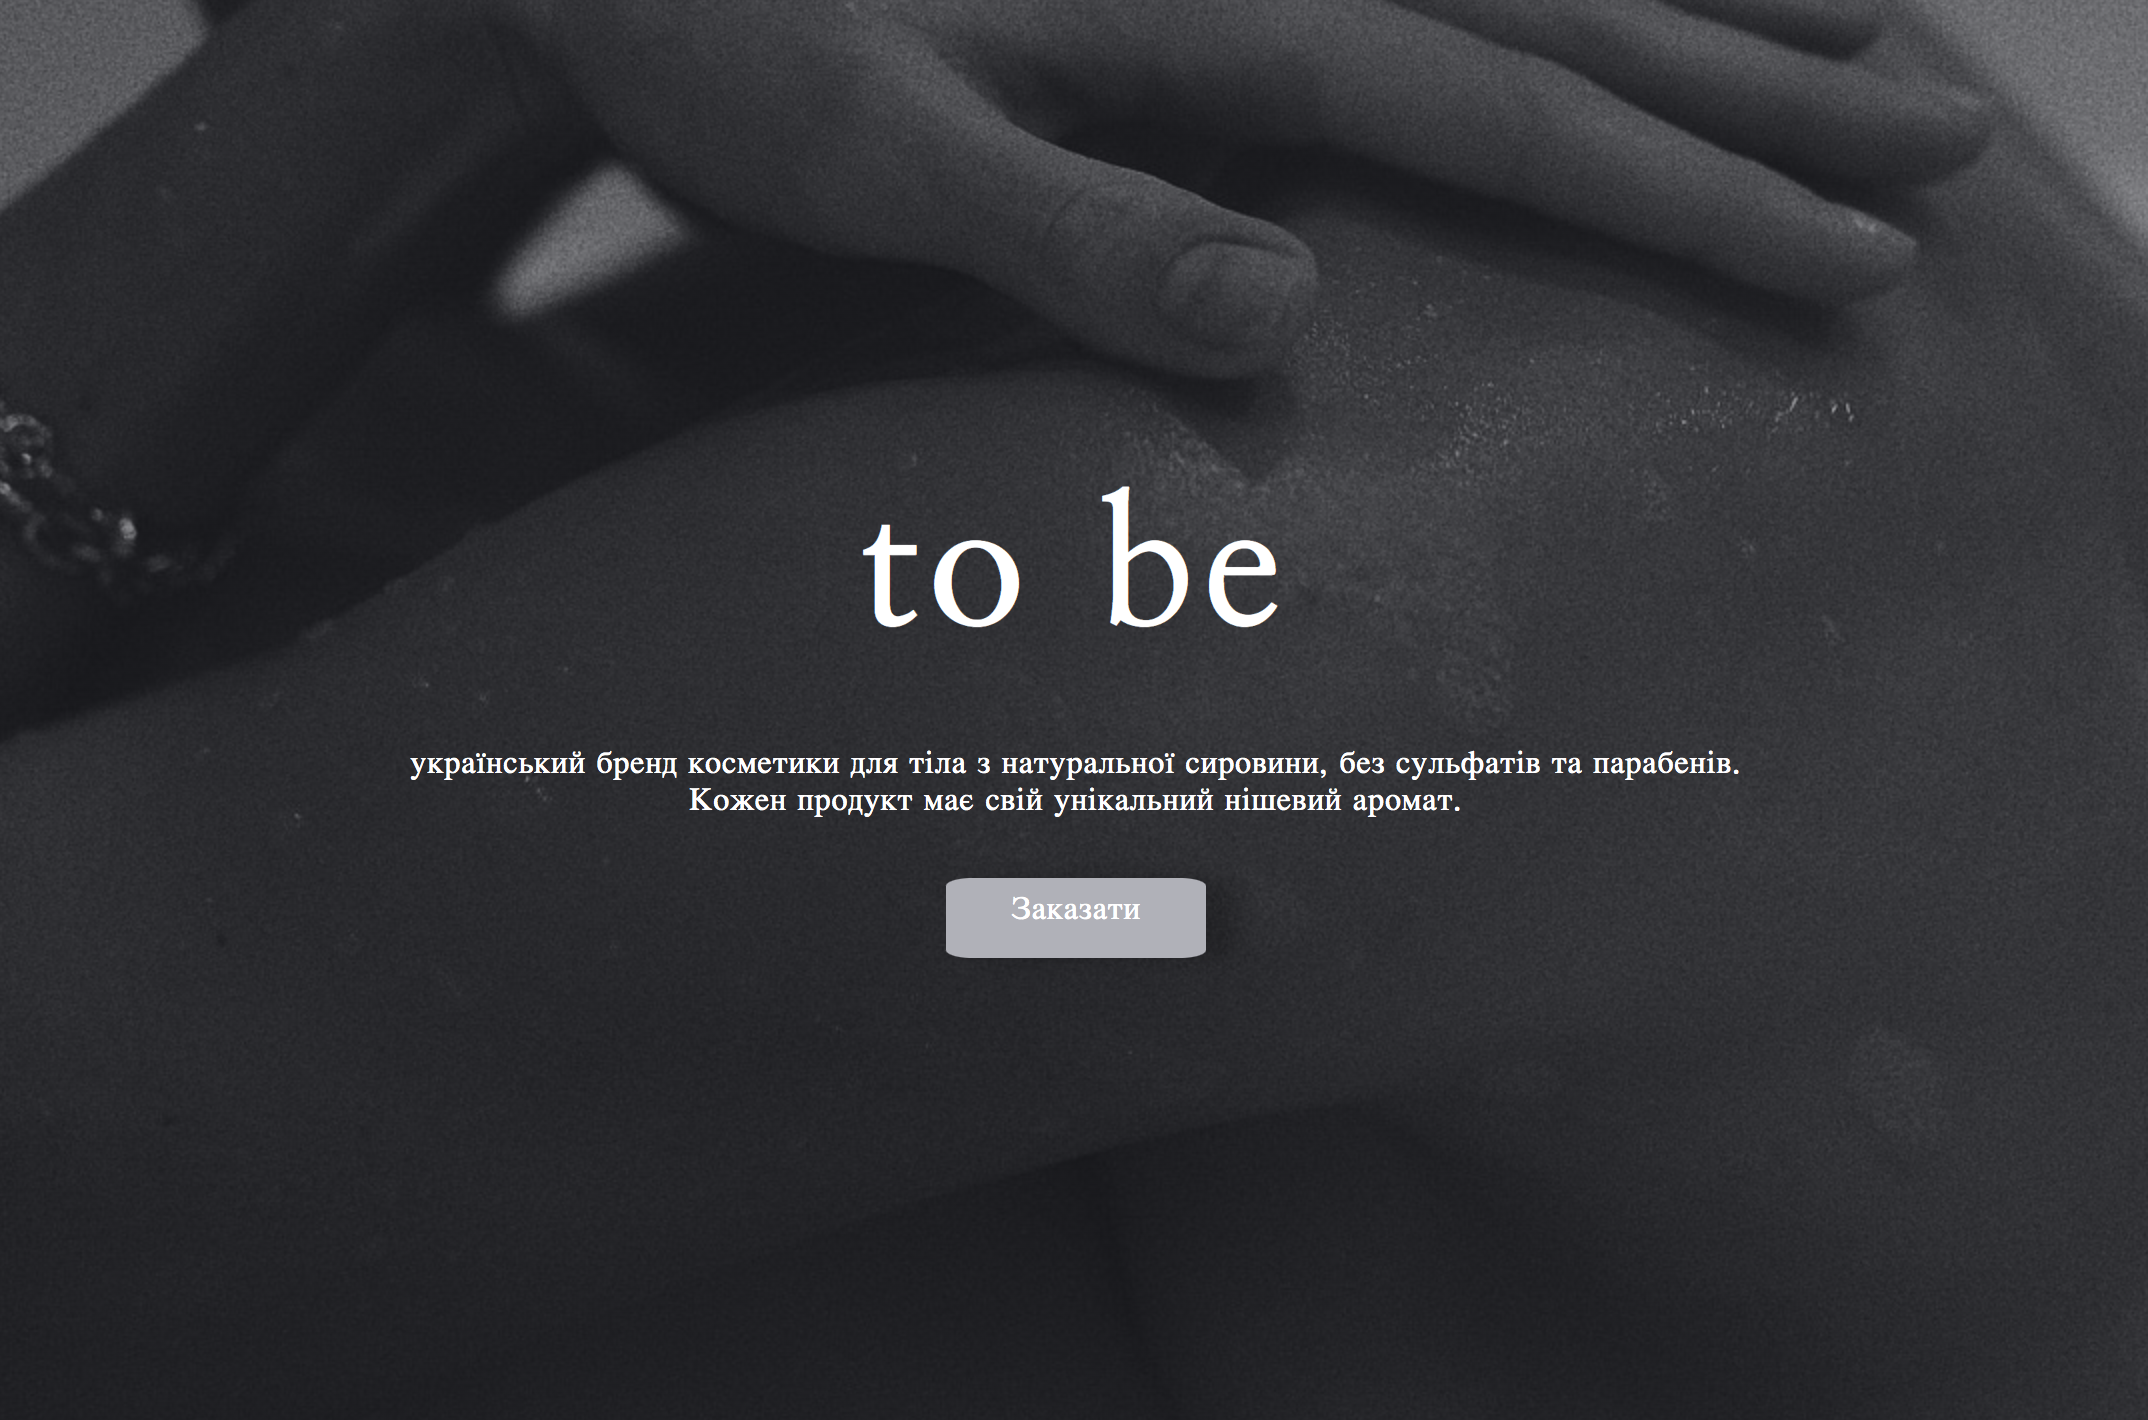 to be
український бренд косметики для тіла з натуральної сировини, без сульфатів та парабенів.
Кожен продукт має свій унікальний нішевий аромат.
Заказати